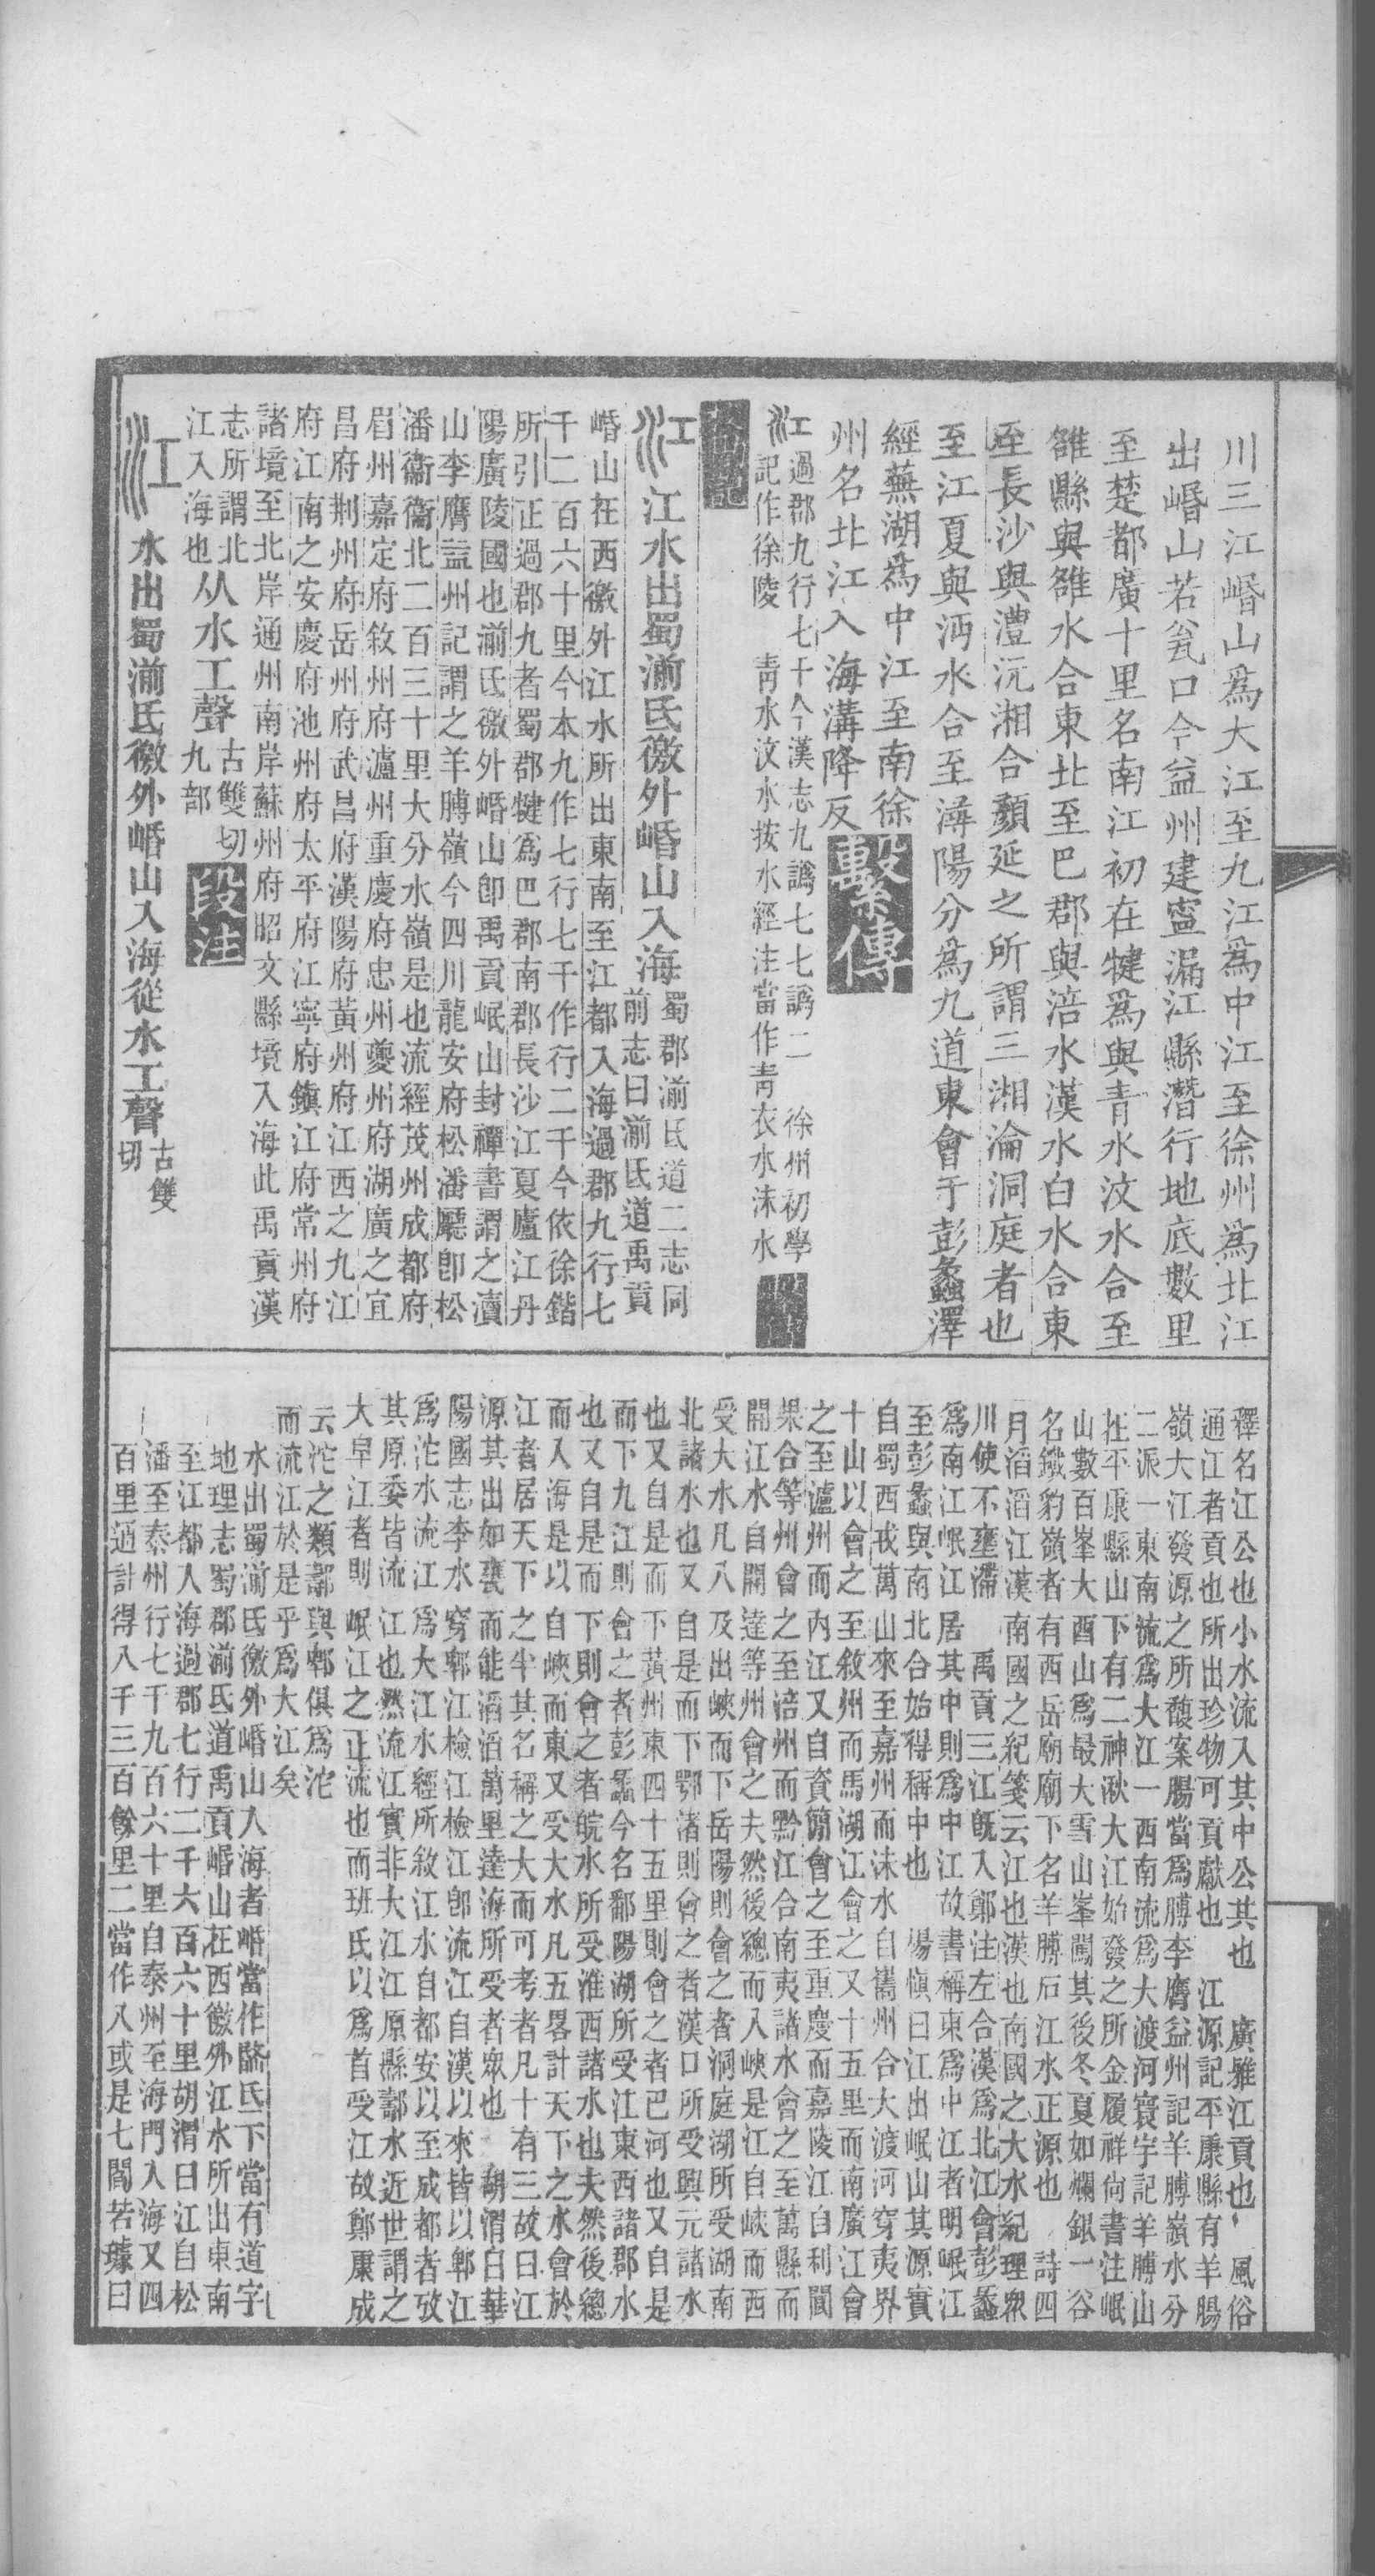 川三江㟭山爲大江至九江爲中江至徐州爲北江
出㟭山若瓮口今益州建寧漏江縣潛行地底數里
至楚都廣十里名南江初在犍爲與青水汶水合至
雒縣與雒水合東北至巴郡與涪水漢水白水合東
至長沙與澧沅湘合顏延之所謂三湘淪洞庭者也
至江夏與沔水合至潯陽分爲九道東會于彭蠡澤
經蕪湖爲中江至南徐
州名北江入海溝降反
繫傳
江過郡九行七千今漢志九譌七七譌二　徐州初學
記作徐陵　青水汶水按水經注當作青衣水沫水
江水出蜀湔氐徼外㟭山入海
蜀郡湔氐道二志同
前志曰湔氐道禹貢
㟭山在西徼外江水所出東南至江都入海過郡九行七
千二百六十里今本九作七行七千作行二千今依徐鍇
所引正過郡九者蜀郡犍爲巴郡南郡長沙江夏廬江丹
陽廣陵國也湔氐徼外㟭山卽禹貢岷山封禪書謂之瀆
山李膺益州記謂之羊膊嶺今四川龍安府松潘廳卽松
潘衞衞北二百三十里大分水嶺是也流經茂州成都府
眉州嘉定府敘州府瀘州重慶府忠州夔州府湖廣之宜
昌府荆州府岳州府武昌府漢陽府黃州府江西之九江
府江南之安慶府池州府太平府江寧府鎭江府常州府
諸境至北岸通州南岸蘇州府昭文縣境入海此禹貢漢
志所謂北
江入海也
从水工聲
古雙切
九部
段注
江
水出蜀湔氐徼外㟭山入海從水工聲
古雙
切
釋名江公也小水流入其中公共也　廣雅江貢也　風俗
通江者貢也所出珍物可貢獻也　江源記平康縣有羊腸
嶺大江發源之所馥案腸當爲膊李膺益州記羊膊嶺水分
二派一東南流爲大江一西南流爲大渡河寰宇記羊膊山
在平康縣山下有二神湫大江始發之所金履祥尚書注岷
山數百峯大酉山爲最大雪山峯闖其後冬夏如爛銀一谷
名鐵豹嶺者有西岳廟廟下名羊膊石江水正源也　詩四
月滔滔江漢南國之紀箋云江也漢也南國之大水紀理衆
川使不壅滯　禹貢三江旣入鄭注左合漢爲北江會彭蠡
爲南江岷江居其中則爲中江故書稱東爲中江者明岷江
至彭蠡與南北合始得稱中也　楊愼曰江出岷山其源實
自蜀西戎萬山來至嘉州而沫水自巂州合大渡河穿夷界
十山以會之至敘州而馬湖江會之又十五里而南廣江會
之至瀘州而內江又自資簡會之至重慶而嘉陵江自利閬
果合等州會之至涪州而黔江合南夷諸水會之至萬縣而
開江水自開達等州會之夫然後總而入峽是江自峽而西
受大水凡八及出峽而下岳陽則會之者洞庭湖所受湖南
北諸水也又自是而下鄂渚則會之者漢口所受興元諸水
也又自是而下黃州東四十五里則會之者巴河也又自是
而下九江則會之者彭蠡今名鄱陽湖所受江東西諸郡水
也又自是而下則會之者皖水所受淮西諸水也夫然後總
而入海是以自峽而東又受大水凡五畧計天下之水會於
江者居天下之半其名稱之大而可考者凡十有三故曰江
源其出如甕而能滔滔萬里達海所受者衆也　胡渭曰華
陽國志李水穿郫江檢江檢江卽流江自漢以來皆以郫江
爲沱水流江爲大江水經所敘江水自都安以至成都者攷
其原委皆流江也然流江實非大江江原縣鄩水近世謂之
大皁江者則岷江之正流也而班氏以爲首受江故鄭康成
云沱之類鄩與郫俱爲沱
而流江於是乎爲大江矣
水出蜀湔氐徼外㟭山入海者㟭當作䣕氐下當有道字
地理志蜀郡湔氐道禹貢㟭山在西徼外江水所出東南
至江都入海過郡七行二千六百六十里胡渭曰江自松
潘至泰州行七千九百六十里自泰州至海門入海又四
百里通計得八千三百餘里二當作八或是七閻若璩曰